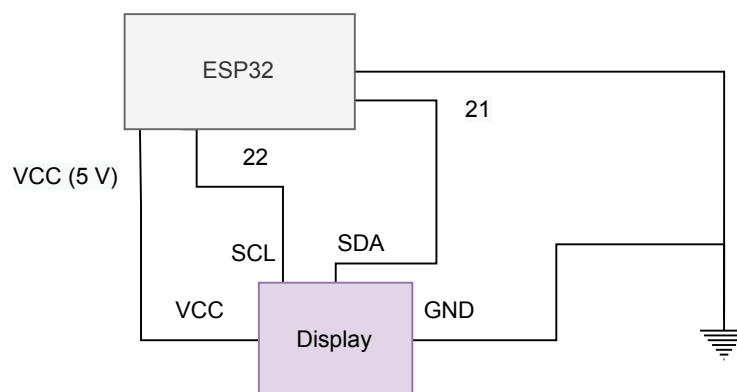 ESP32
21
22
VCC (5 V)
SDA
SCL
VCC
GND
Display